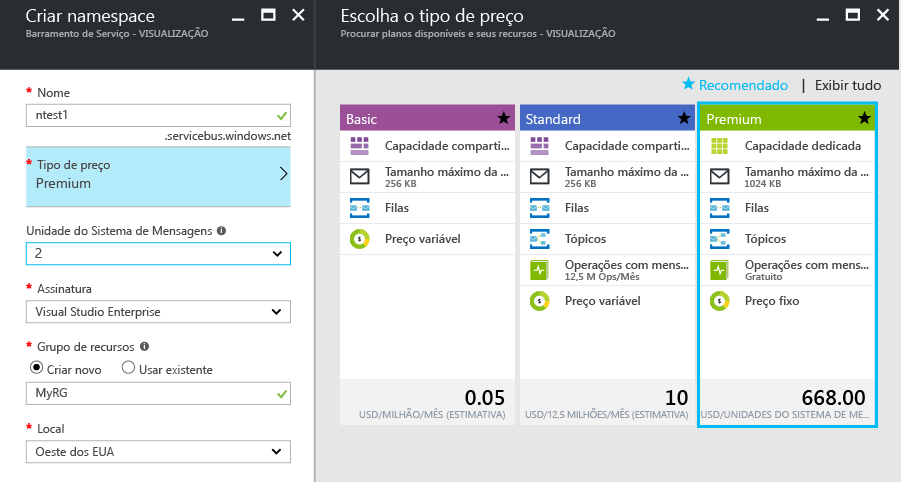 Criar namespace
Barramento de Serviço - VISUALIZAÇÃO
* Nome
ntest1
.servicebus.windows.net
* Tipo de preço
Premium
Unidade do Sistema de Mensagens
2
* Assinatura
Visual Studio Enterprise
* Grupo de recursos
Criar novo Usar existente
MyRG
* Local
Oeste dos EUA
Escolha o tipo de preço
Procurar planos disponíveis e seus recursos - VISUALIZAÇÃO
★ Recomendado | Exibir tudo
Basic ★
Capacidade comparti...
Tamanho máximo da ...
256 KB
Filas
Preço variável
0.05
USD/MILHÃO/MÊS (ESTIMATIVA)
Standard ★
Capacidade comparti...
Tamanho máximo da ...
256 KB
Filas
Tópicos
Operações com mens...
12,5 M Ops/Mês
Preço variável
10
USD/12,5 MILHÕES/MÊS (ESTIMATIVA)
Premium ★
Capacidade dedicada
Tamanho máximo da ...
1024 KB
Filas
Tópicos
Operações com mens...
Gratuito
Preço fixo
668.00
USD/UNIDADES DO SISTEMA DE ME...